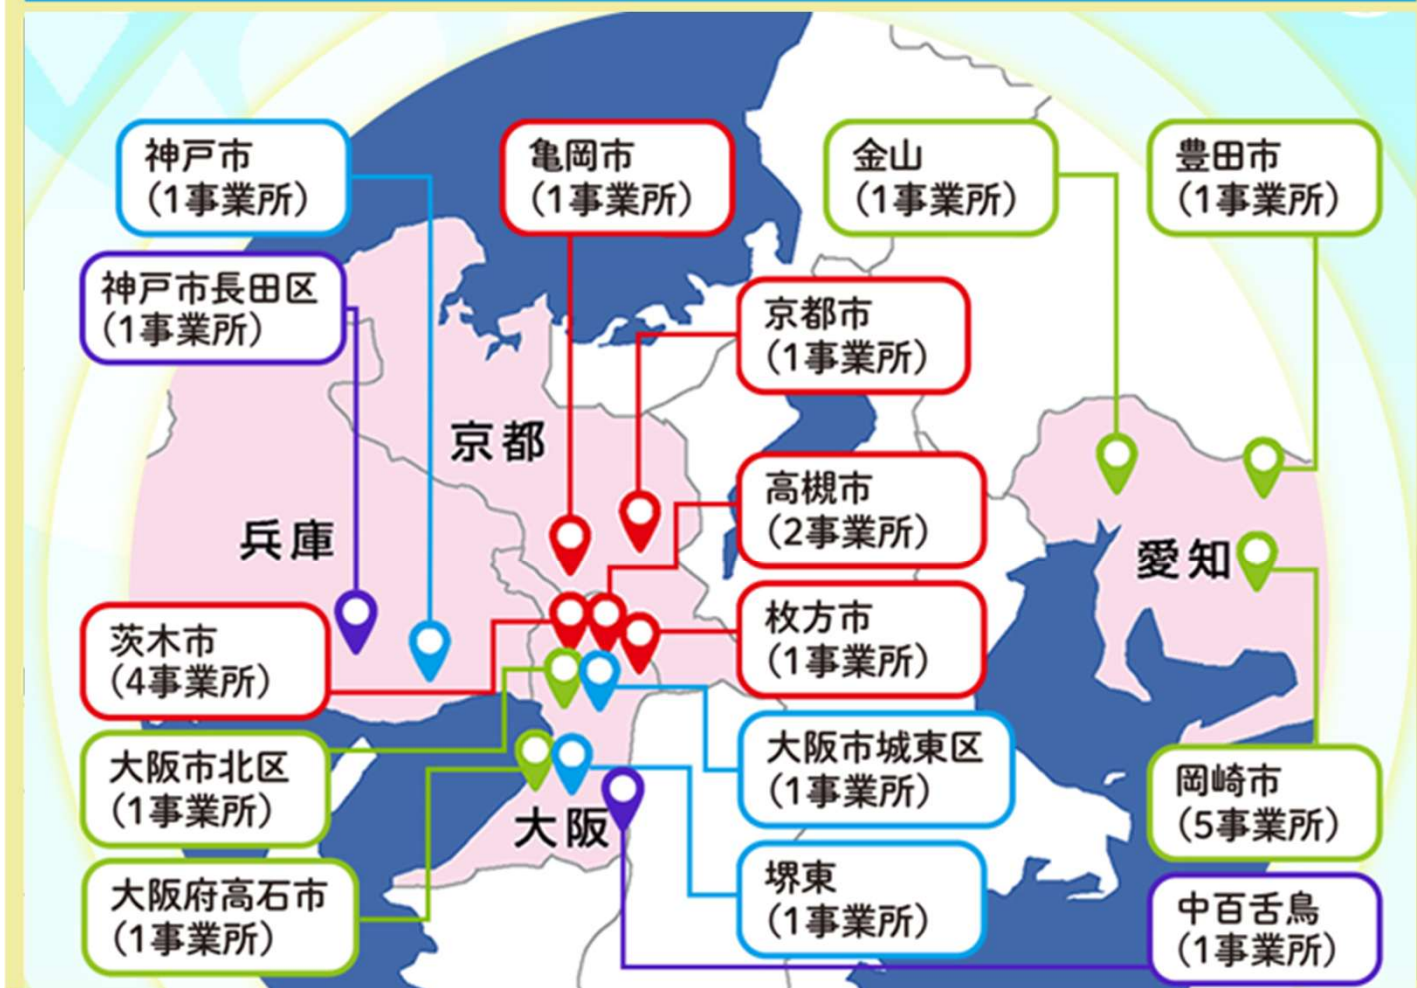 神戸市
（1事業所）
亀岡市
（1事業所）
金山
（1事業所）
豊田市
（1事業所）
神戸市長田区
（1事業所）
京都市
（1事業所）
京都
高槻市
（2事業所）
兵庫
愛知
茨木市
（4事業所）
枚方市
（1事業所）
大阪市北区
（1事業所）
大阪市城東区
（1事業所）
岡崎市
（5事業所）
大阪
大阪府高石市
（1事業所）
堺東
（1事業所）
中百舌鳥
（1事業所）